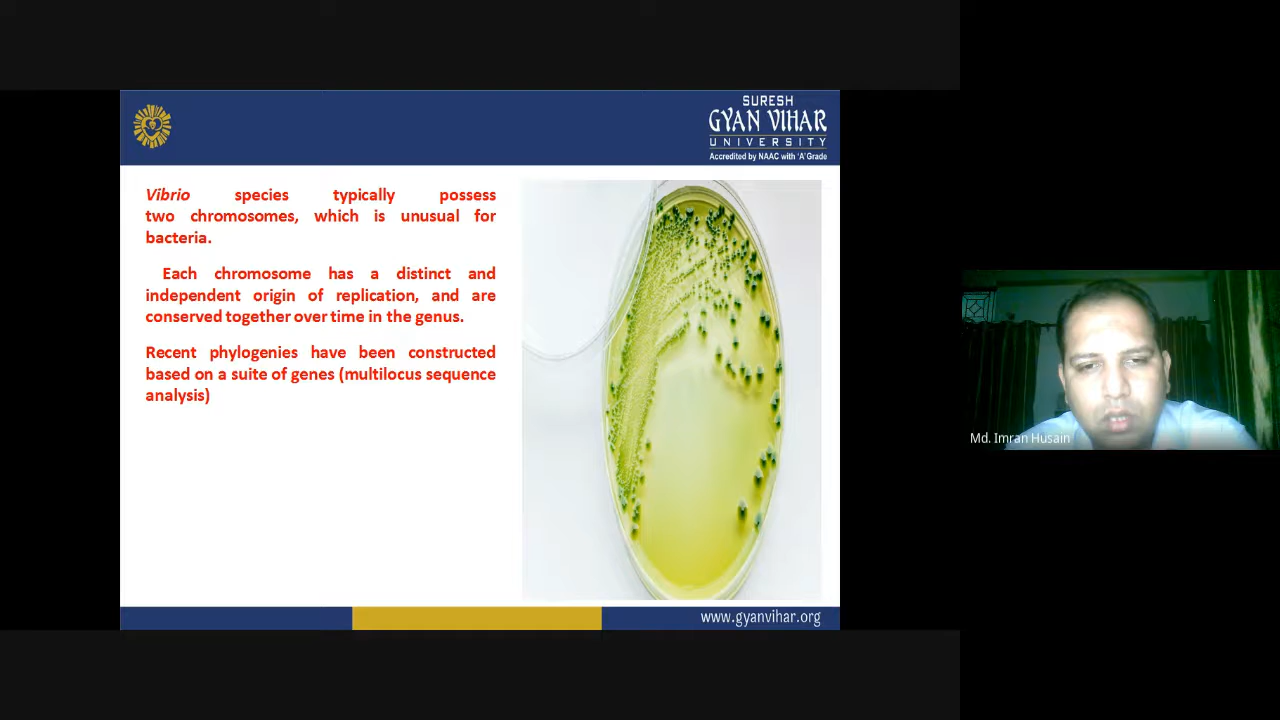 SURESH
GYAN VIHAR
UNIVERSITY
Accredited by NAAC with 'A' Grade
Vibrio species typically possess
two chromosomes, which is unusual for
bacteria.
Each chromosome has a distinct and
independent origin of replication, and are
conserved together over time in the genus.
Recent phylogenies have been constructed
based on a suite of genes (multilocus sequence
analysis)
Md. Imran Husain
www.gyanvihar.org